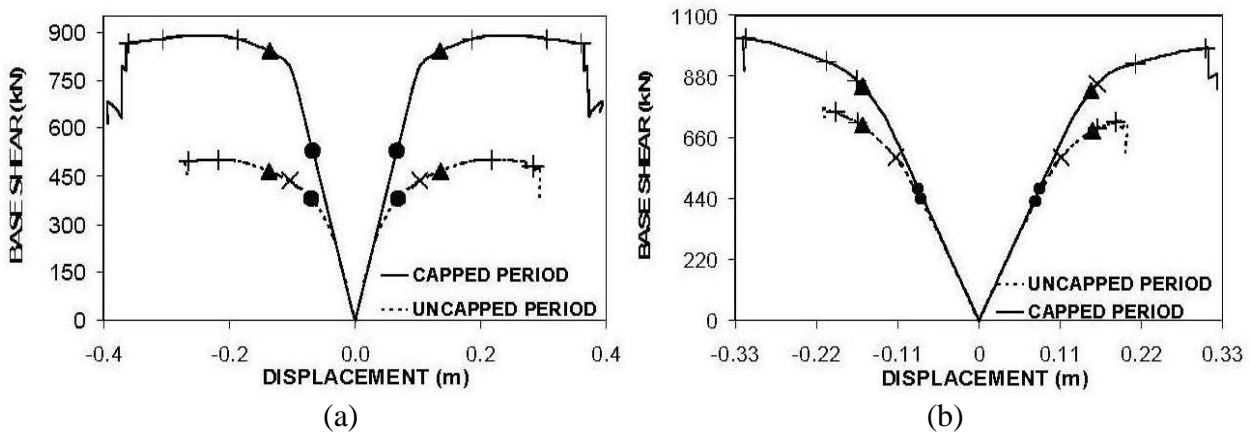 BASE SHEAR (kN)
900
750
600
450
300
150
0
CAPPED PERIOD
UNCAPPED PERIOD
-0.4
-0.2
0.0
0.2
0.4
DISPLACEMENT (m)
(a)
BASE SHEAR (kN)
1100
880
660
440
220
0
UNCAPPED PERIOD
CAPPED PERIOD
-0.33
-0.22
-0.11
0
0.11
0.22
0.33
DISPLACEMENT (m)
(b)